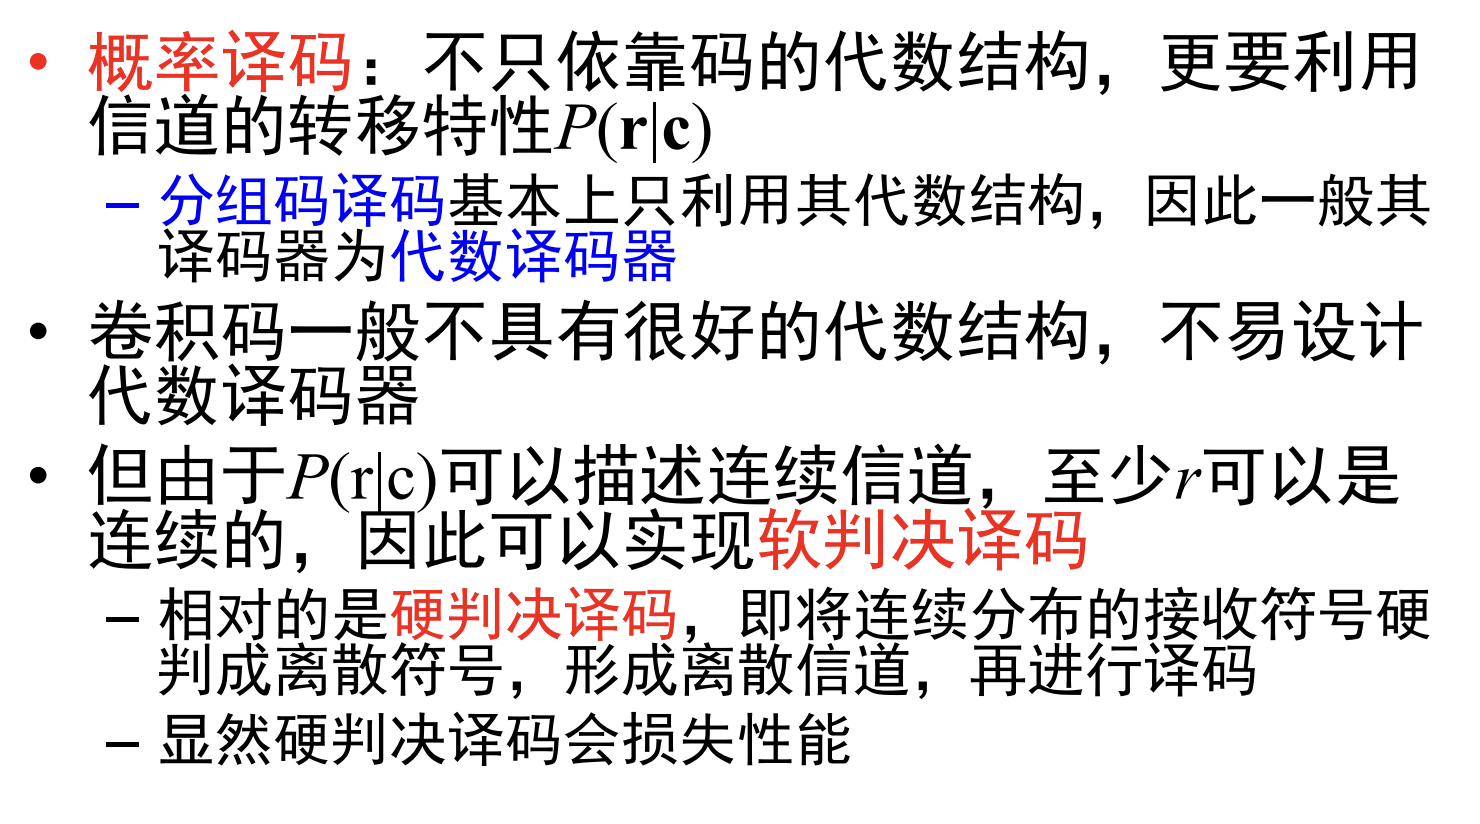 • 概率译码：不只依靠码的代数结构，更要利用
信道的转移特性P(r|c)
– 分组码译码基本上只利用其代数结构，因此一般其
译码器为代数译码器
• 卷积码一般不具有很好的代数结构，不易设计
代数译码器
• 但由于P(r|c)可以描述连续信道，至少r可以是
连续的，因此可以实现软判决译码
– 相对的是硬判决译码，即将连续分布的接收符号硬
判成离散符号，形成离散信道，再进行译码
– 显然硬判决译码会损失性能